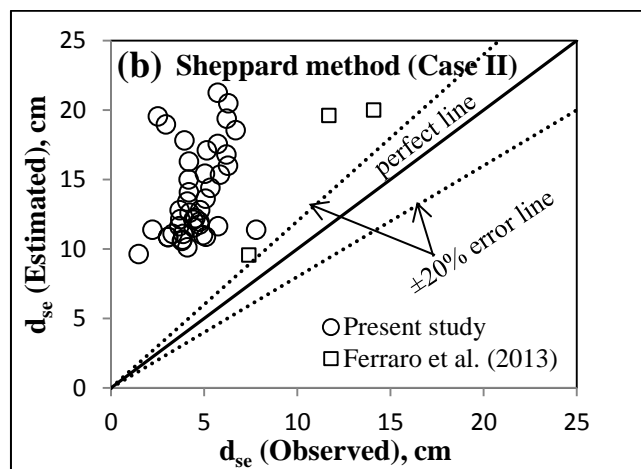 (b) Sheppard method (Case II)
25
20
15
10
5
0
d_se (Estimated), cm
perfect line
±20% error line
Present study
Ferraro et al. (2013)
0 5 10 15 20 25
d_se (Observed), cm